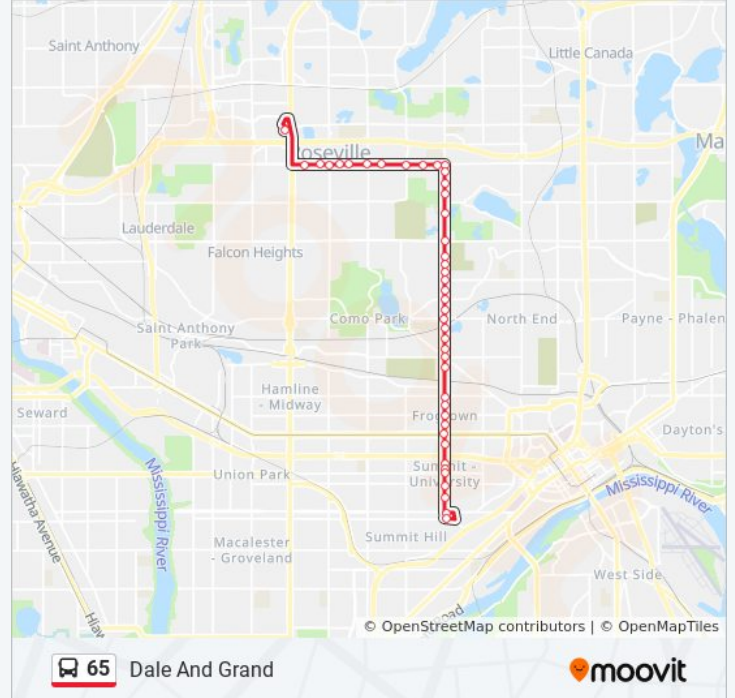 Saint Anthony
Little Canada
Ma
oseville
Lauderdale
Falcon Heights
Saint Anthony
Park
Como Park
North End
Payne - Phalen
Hamline
- Midway
Seward
Frogtown
Dayton's
Union Park
Summit -
University
Mississippi River
Mississippi River
Hiawatha Avenue
Macalester
- Groveland
Summit Hill
West Side
Hiaw
oad
© OpenStreetMap contributors | © OpenMapTiles
65 Dale And Grand
moovit